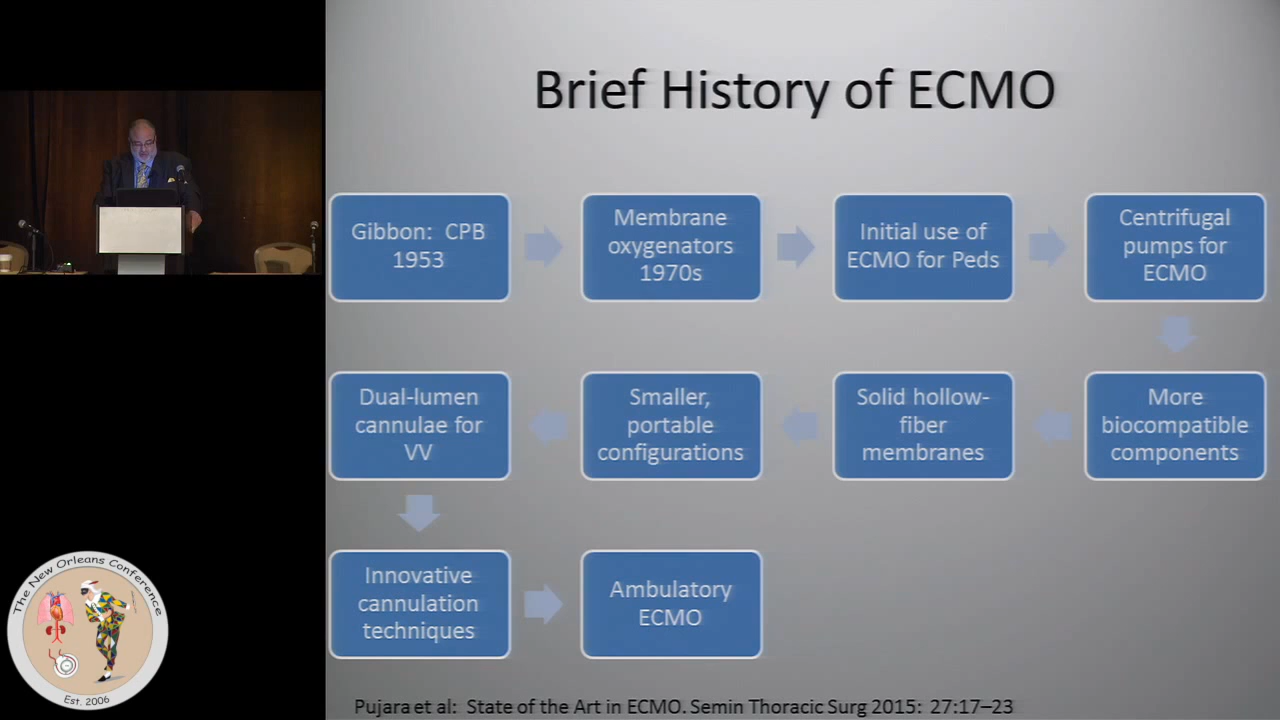 Brief History of ECMO
Gibbon: CPB
1953
Membrane
oxygenators
1970s
Initial use of
ECMO for Peds
Centrifugal
pumps for
ECMO
More
biocompatible
components
Solid hollow-
fiber
membranes
Smaller,
portable
configurations
Dual-lumen
cannulae for
VV
Innovative
cannulation
techniques
Ambulatory
ECMO
Pujara et al: State of the Art in ECMO. Semin Thoracic Surg 2015: 27:17–23
The New Orleans Conference
Est. 2006